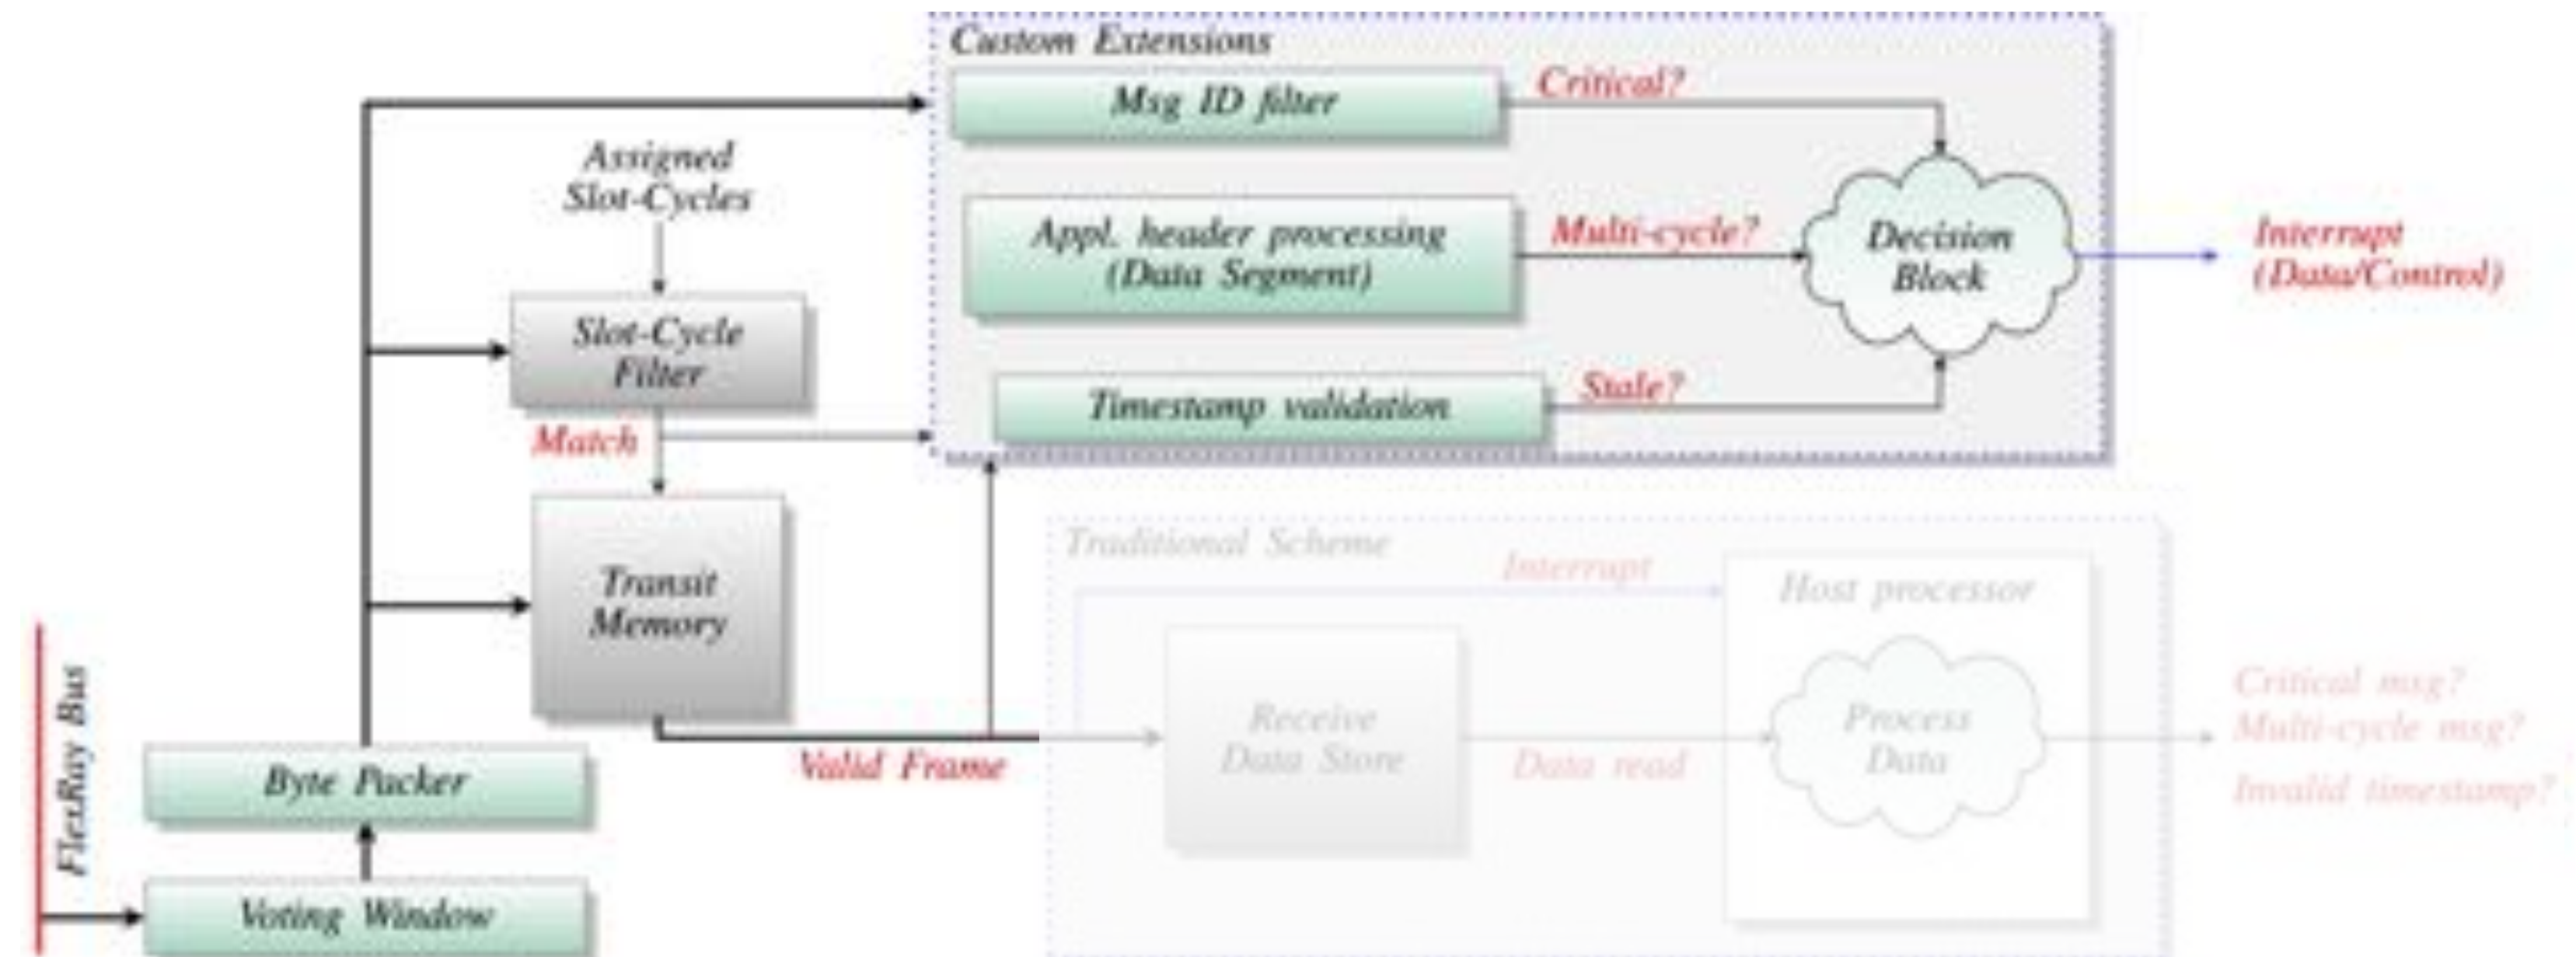 Custom Extensions
Msg ID filter
Critical?
Assigned
Slot-Cycles
Appl. header processing
(Data Segment)
Multi-cycle?
Decision
Block
Interrupt
(Data/Control)
Slot-Cycle
Filter
Timestamp validation
Stale?
Match
Transit
Memory
Traditional Scheme
Interrupt
Host processor
Receive
Data Store
Process
Data
Data read
Critical msg?
Multi-cycle msg?
Invalid timestamp?
Valid Frame
FlexRay Bus
Byte Packer
Voting Window